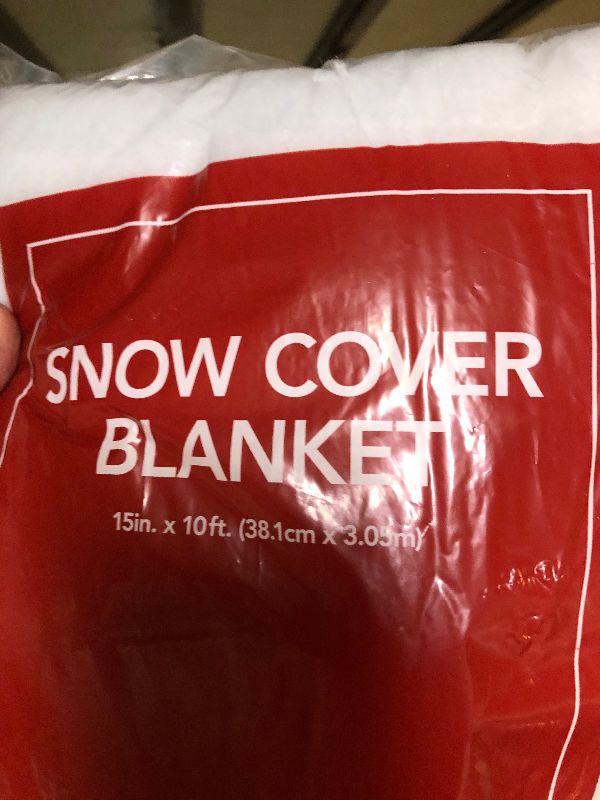 SNOW COVER
BLANKET
15in. x 10ft. (38.1cm x 3.05m)